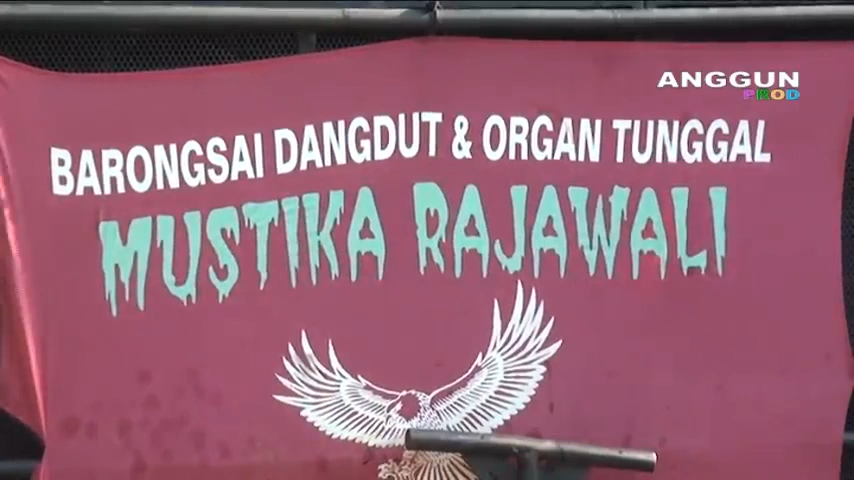 ANGGUN
PROD
BARONGSAI DANGDUT & ORGAN TUNGGAL
MUSTIKA RAJAWALI